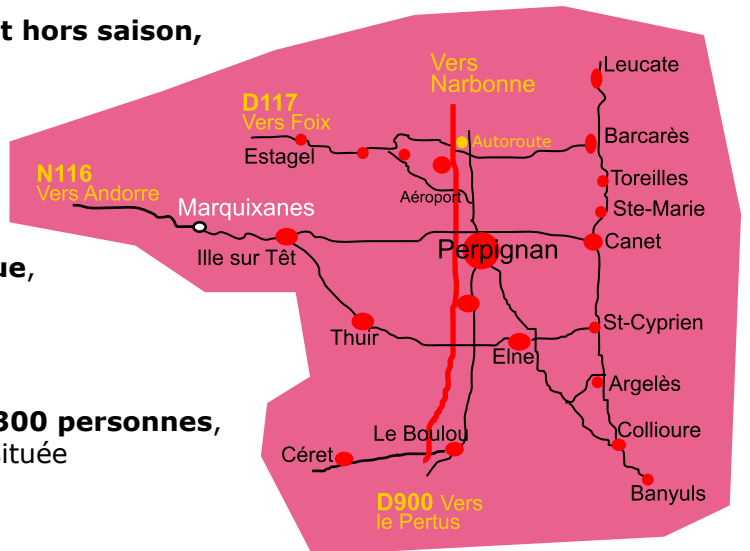 t hors saison,
Leucate
Vers
Narbonne
D117
Vers Foix
Autoroute
Barcarès
Estagel
N116
Vers Andorre
Toreilles
Aéroport
Marquixanes
Ste-Marie
Canet
Perpignan
Ille sur Têt
ue,
St-Cyprien
Thuir
Elne
Argelès
300 personnes,
Le Boulou
Collioure
ituée
Céret
Banyuls
D900 Vers
le Pertus